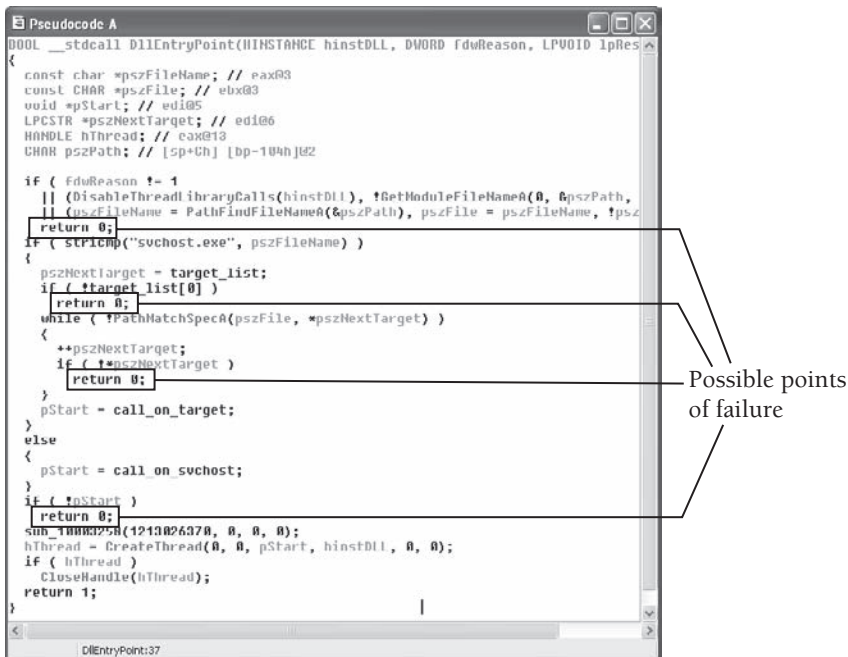 Pseudocode A
BOOL __stdcall DllEntryPoint(HINSTANCE hinstDLL, DWORD fdwReason, LPVOID lpRes
{
const char *pszFileName; // eax@3
const CHAR *pszFile; // ebx@3
void *pStart; // edi@5
LPCSTR *pszNextTarget; // edi@6
HANDLE hThread; // eax@13
CHAR pszPath; // [sp+Ch] [bp-104h]@2
if ( fdwReason != 1
|| (DisableThreadLibraryCalls(hinstDLL), !GetModuleFileNameA(0, &pszPath,
|| (pszFileName = PathFindFileNameA(&pszPath), pszFile = pszFileName, !psz
return 0;
if ( stricmp("svchost.exe", pszFileName) )
{
pszNextTarget = target_list;
if ( !target_list[0] )
return 0;
while ( !PathMatchSpecA(pszFile, *pszNextTarget) )
{
++pszNextTarget;
if ( !*pszNextTarget )
return 0;
}
pStart = call_on_target;
}
else
{
pStart = call_on_svchost;
}
if ( !pStart )
return 0;
sub_10003250(1213026370, 0, 0, 0);
hThread = CreateThread(0, 0, pStart, hinstDLL, 0, 0);
if ( hThread )
CloseHandle(hThread);
return 1;
}
DllEntryPoint:37
Possible points
of failure